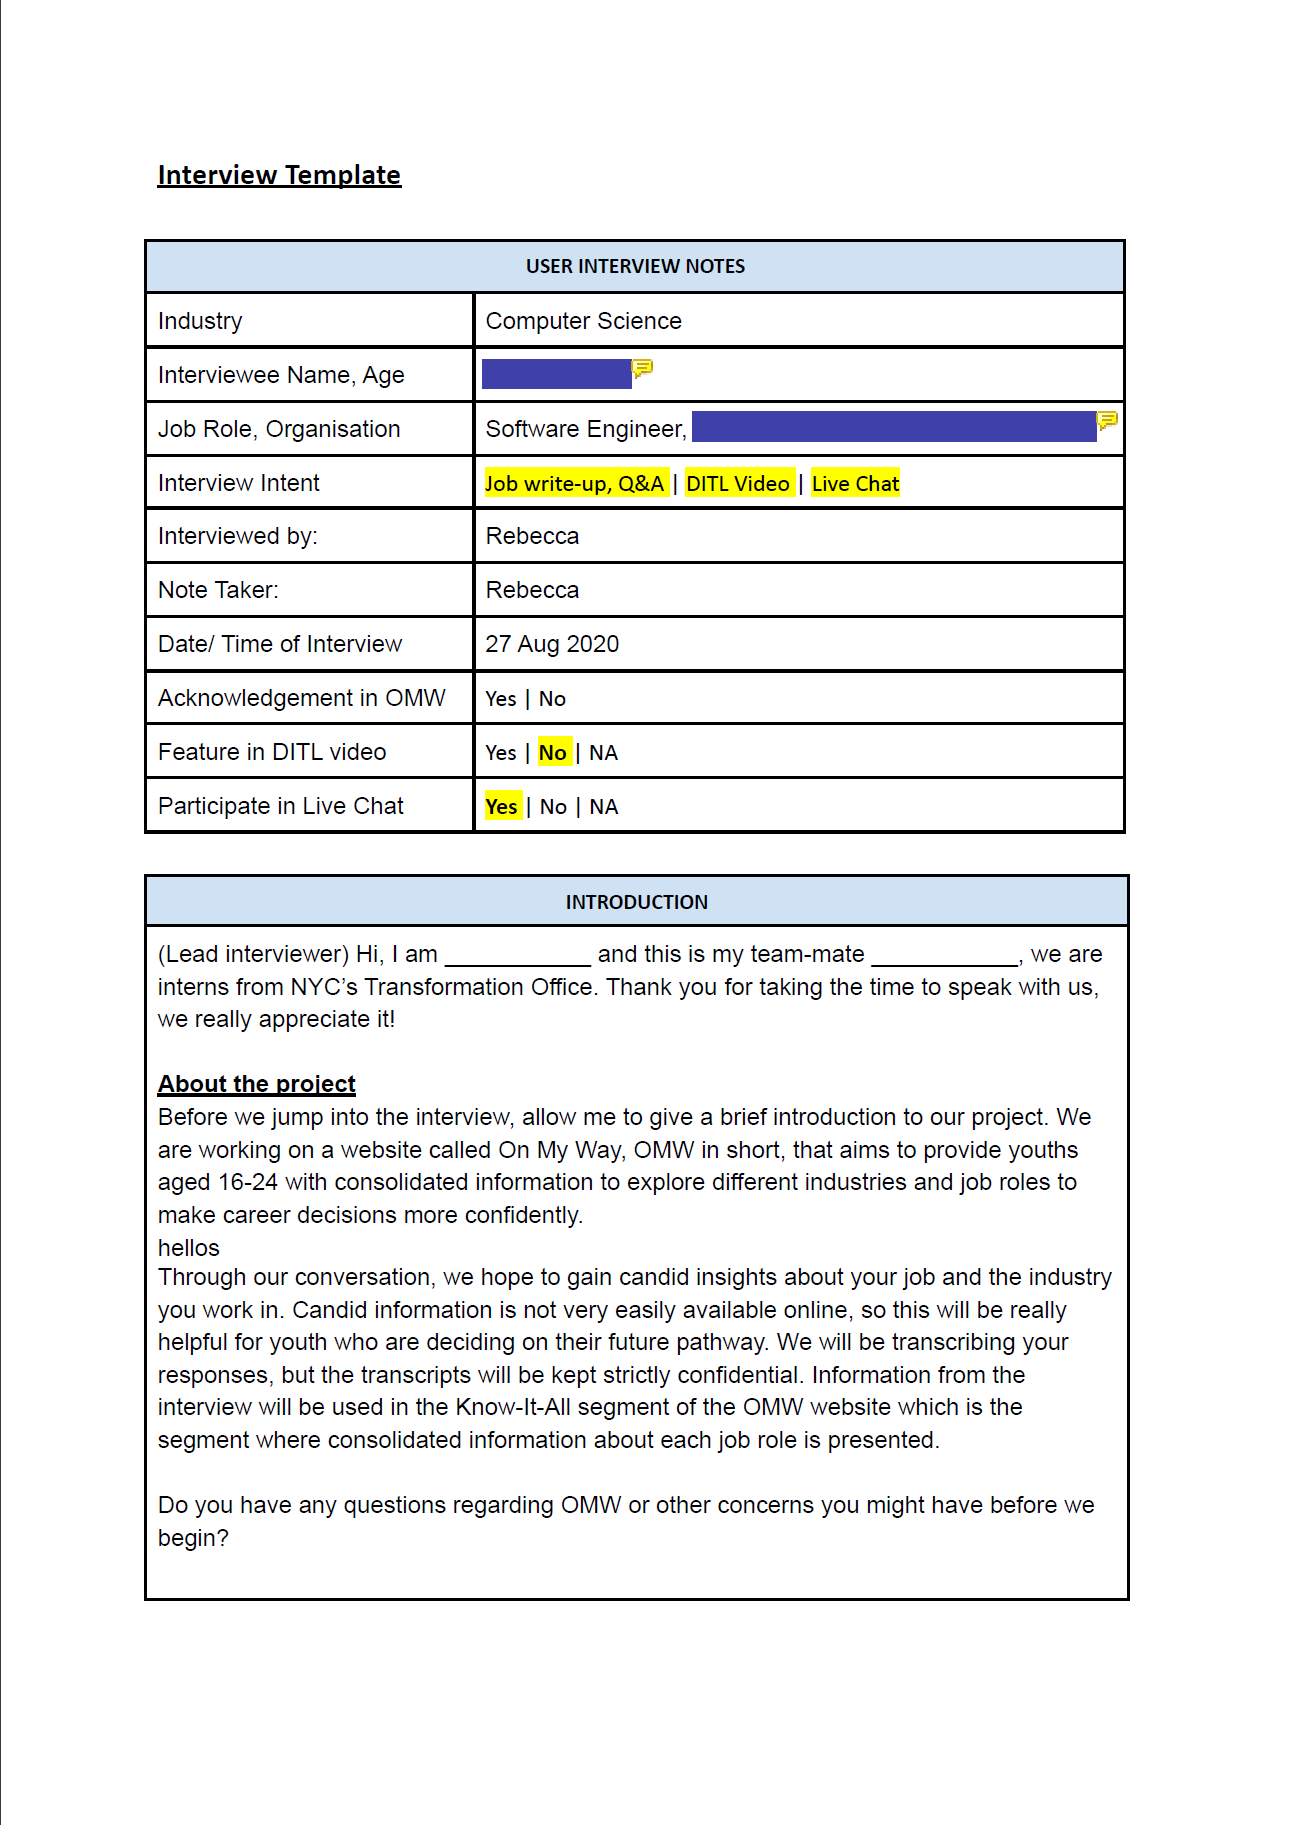 Interview Template
USER INTERVIEW NOTES
Industry
Computer Science
Interviewee Name, Age
Job Role, Organisation
Software Engineer,
Interview Intent
Job write-up, Q&A | DITL Video | Live Chat
Interviewed by:
Rebecca
Note Taker:
Rebecca
Date/ Time of Interview
27 Aug 2020
Acknowledgement in OMW
Yes | No
Feature in DITL video
Yes | No | NA
Participate in Live Chat
Yes | No | NA
INTRODUCTION
(Lead interviewer) Hi, I am ___________ and this is my team-mate ___________, we are
interns from NYC’s Transformation Office. Thank you for taking the time to speak with us,
we really appreciate it!
About the project
Before we jump into the interview, allow me to give a brief introduction to our project. We
are working on a website called On My Way, OMW in short, that aims to provide youths
aged 16-24 with consolidated information to explore different industries and job roles to
make career decisions more confidently.
hellos
Through our conversation, we hope to gain candid insights about your job and the industry
you work in. Candid information is not very easily available online, so this will be really
helpful for youth who are deciding on their future pathway. We will be transcribing your
responses, but the transcripts will be kept strictly confidential. Information from the
interview will be used in the Know-It-All segment of the OMW website which is the
segment where consolidated information about each job role is presented.
Do you have any questions regarding OMW or other concerns you might have before we
begin?